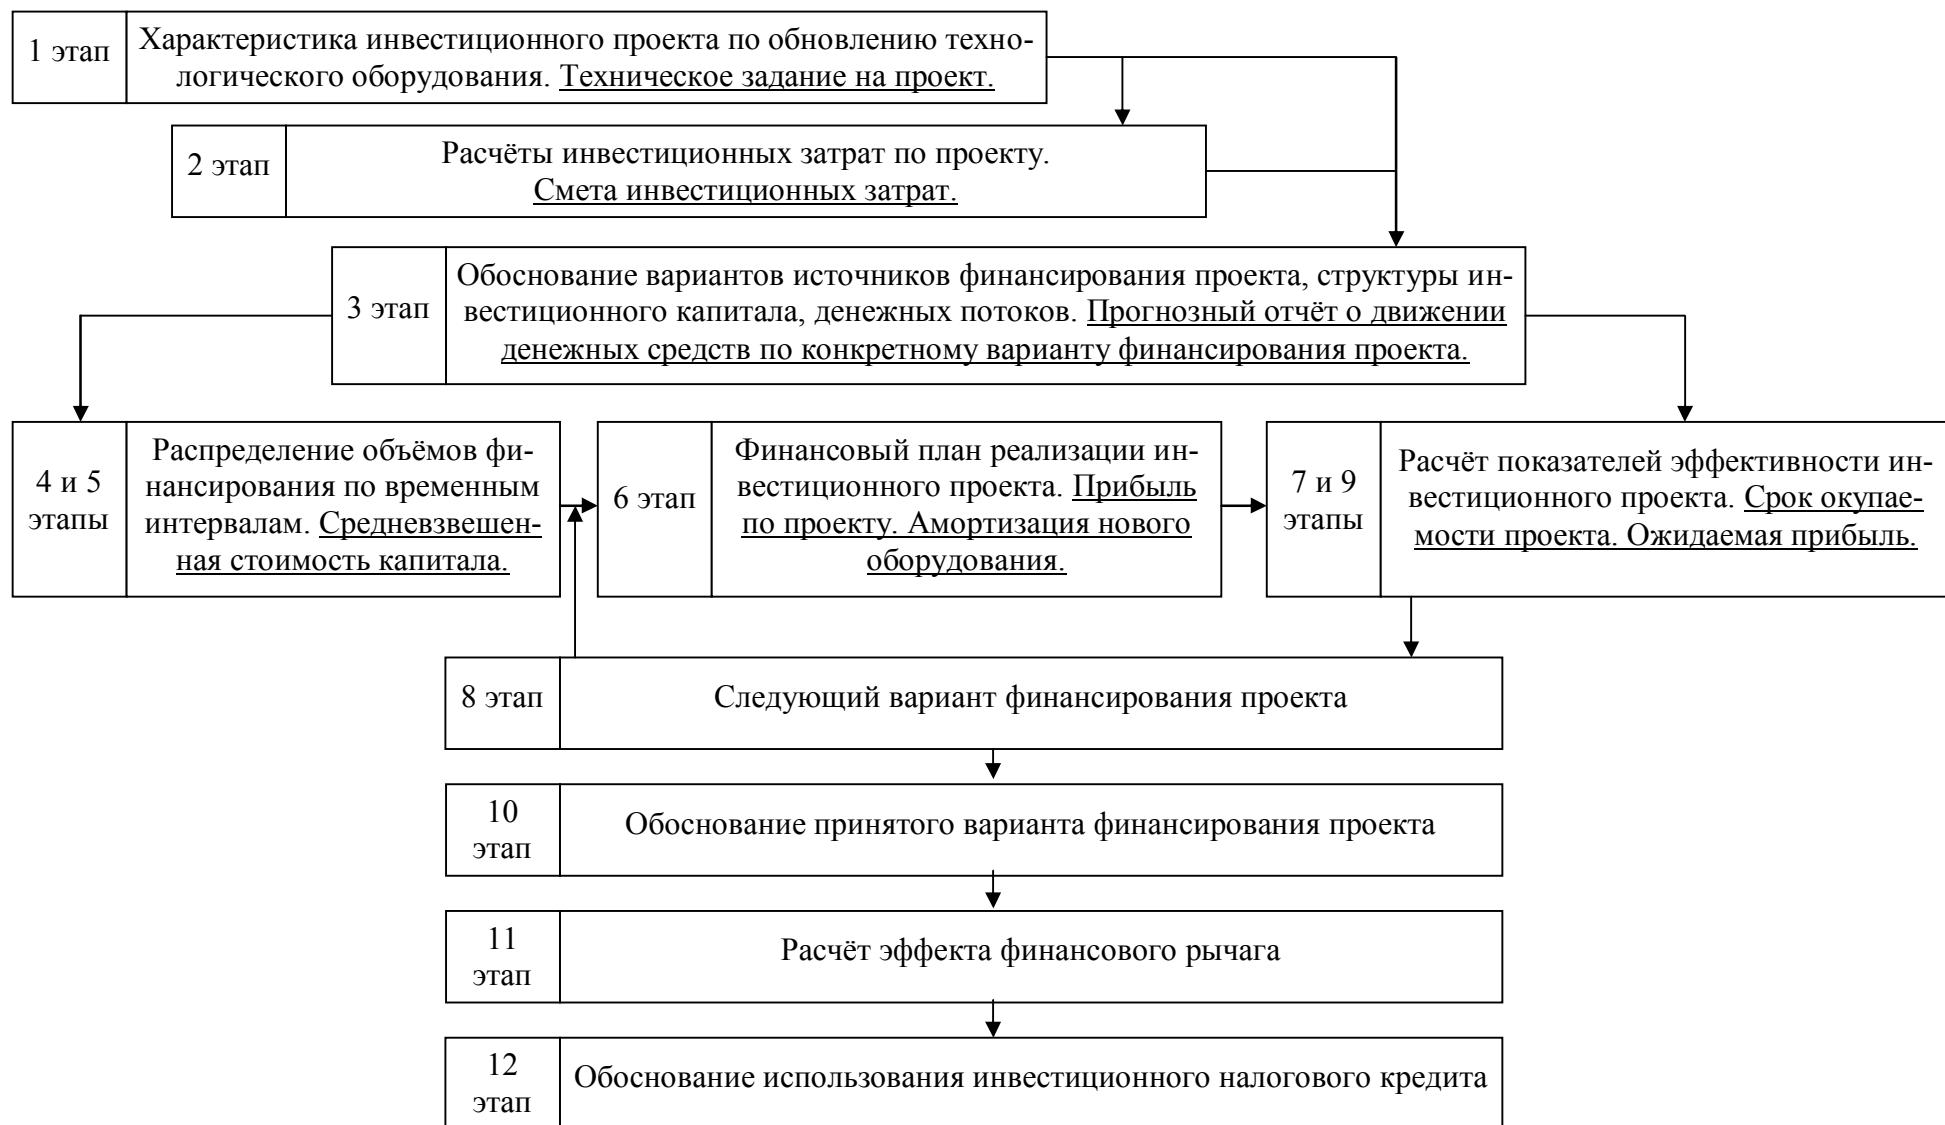 1 этап
Характеристика инвестиционного проекта по обновлению техно-
логического оборудования. Техническое задание на проект.
2 этап
Расчёты инвестиционных затрат по проекту.
Смета инвестиционных затрат.
3 этап
Обоснование вариантов источников финансирования проекта, структуры ин-
вестиционного капитала, денежных потоков. Прогнозный отчёт о движении
денежных средств по конкретному варианту финансирования проекта.
4 и 5
этапы
Распределение объёмов фи-
нансирования по временным
интервалам. Средневзвешен-
ная стоимость капитала.
6 этап
Финансовый план реализации ин-
вестиционного проекта. Прибыль
по проекту. Амортизация нового
оборудования.
7 и 9
этапы
Расчёт показателей эффективности ин-
вестиционного проекта. Срок окупае-
мости проекта. Ожидаемая прибыль.
8 этап
Следующий вариант финансирования проекта
10
этап
Обоснование принятого варианта финансирования проекта
11
этап
Расчёт эффекта финансового рычага
12
этап
Обоснование использования инвестиционного налогового кредита